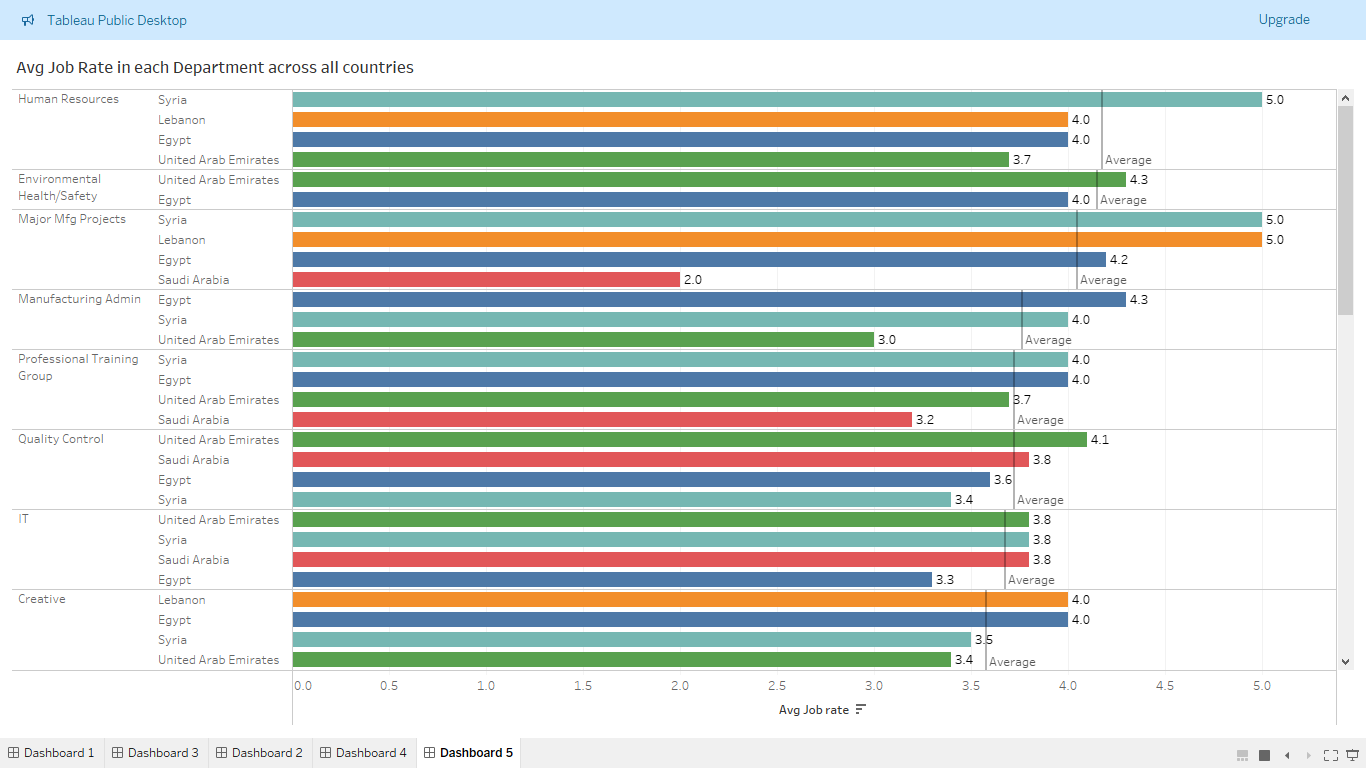 Tableau Public Desktop
Upgrade
Avg Job Rate in each Department across all countries
Human Resources Syria 5.0
Lebanon 4.0
Egypt 4.0
United Arab Emirates 3.7 Average
Environmental Health/Safety United Arab Emirates 4.3
Egypt 4.0 Average
Major Mfg Projects Syria 5.0
Lebanon 5.0
Egypt 4.2
Saudi Arabia 2.0 Average
Manufacturing Admin Egypt 4.3
Syria 4.0
United Arab Emirates 3.0 Average
Professional Training Group Syria 4.0
Egypt 4.0
United Arab Emirates 3.7
Saudi Arabia 3.2 Average
Quality Control United Arab Emirates 4.1
Saudi Arabia 3.8
Egypt 3.6
Syria 3.4 Average
IT United Arab Emirates 3.8
Syria 3.8
Saudi Arabia 3.8
Egypt 3.3 Average
Creative Lebanon 4.0
Egypt 4.0
Syria 3.5
United Arab Emirates 3.4 Average
0.0 0.5 1.0 1.5 2.0 2.5 3.0 3.5 4.0 4.5 5.0
Avg Job rate
Dashboard 1 Dashboard 3 Dashboard 2 Dashboard 4 Dashboard 5